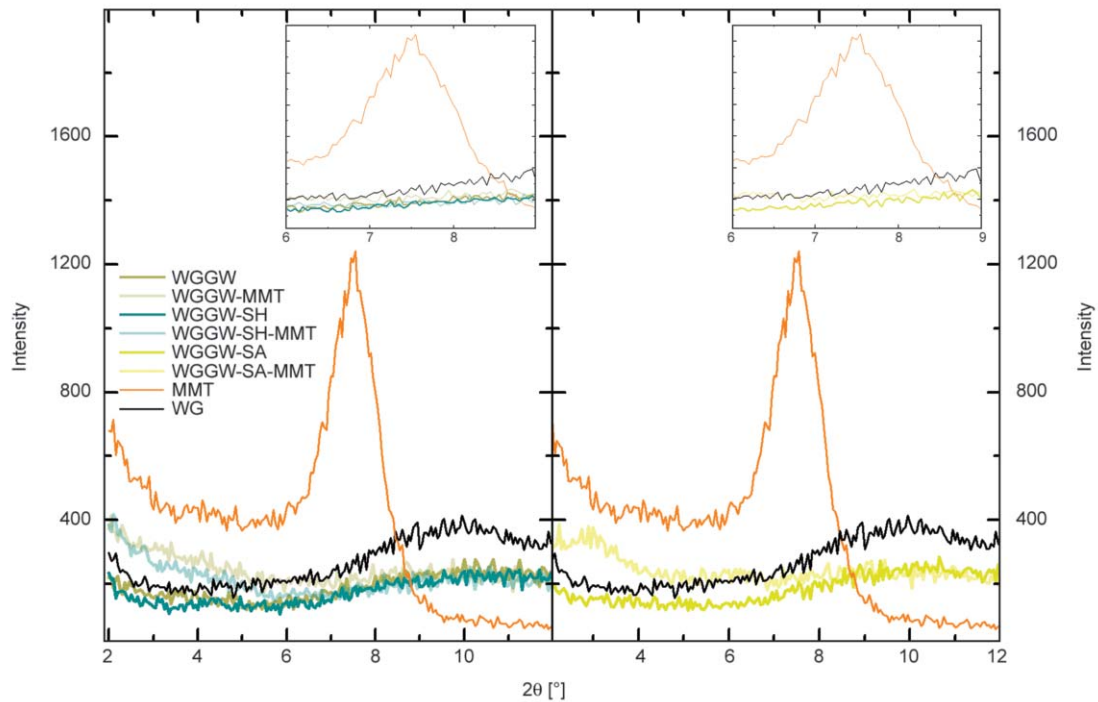 6 7 8
6 7 8 9
1600
1600
1200
1200
800
800
400
400
Intensity
Intensity
WGGW
WGGW-MMT
WGGW-SH
WGGW-SH-MMT
WGGW-SA
WGGW-SA-MMT
MMT
WG
2 4 6 8 10
4 6 8 10 12
2θ [°]